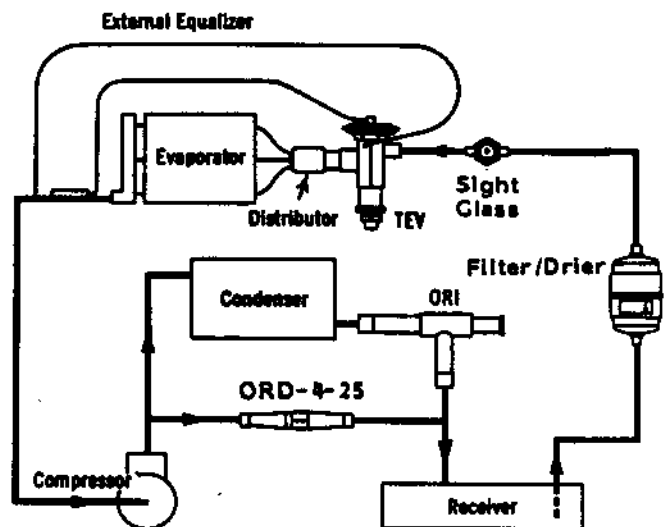 External Equalizer
Evaporator
Distributor
TEV
Sight
Glass
Filter/Drier
Condenser
ORI
ORD-4-25
Compressor
Receiver